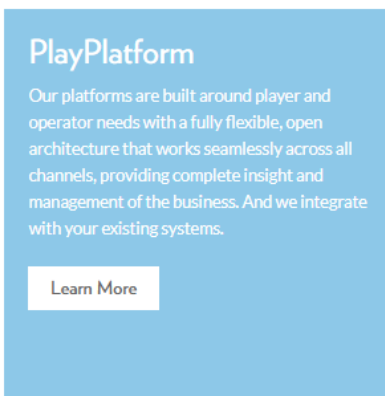 PlayPlatform
Our platforms are built around player and
operator needs with a fully flexible, open
architecture that works seamlessly across all
channels, providing complete insight and
management of the business. And we integrate
with your existing systems.
Learn More